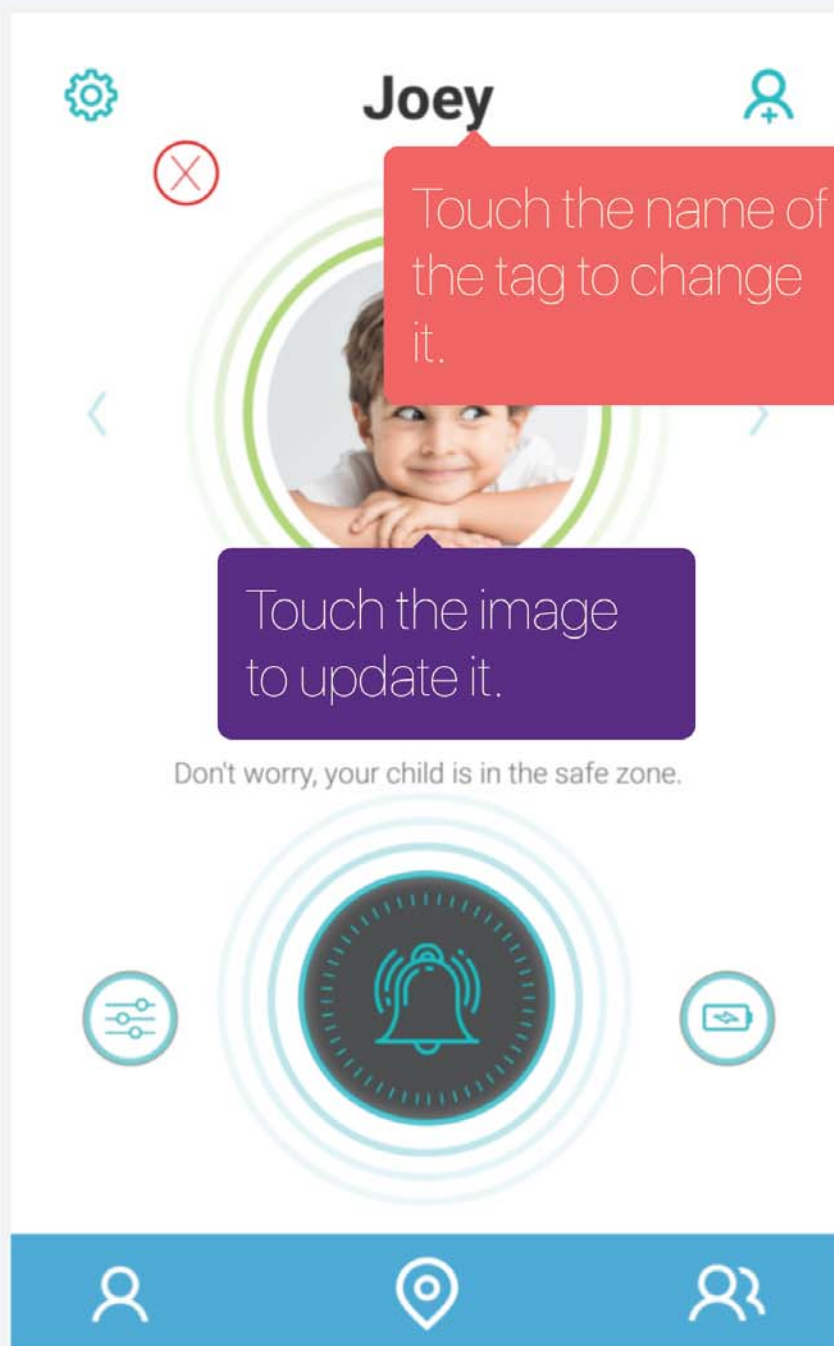 Joey
Touch the name of
the tag to change
it.
Touch the image
to update it.
Don't worry, your child is in the safe zone.